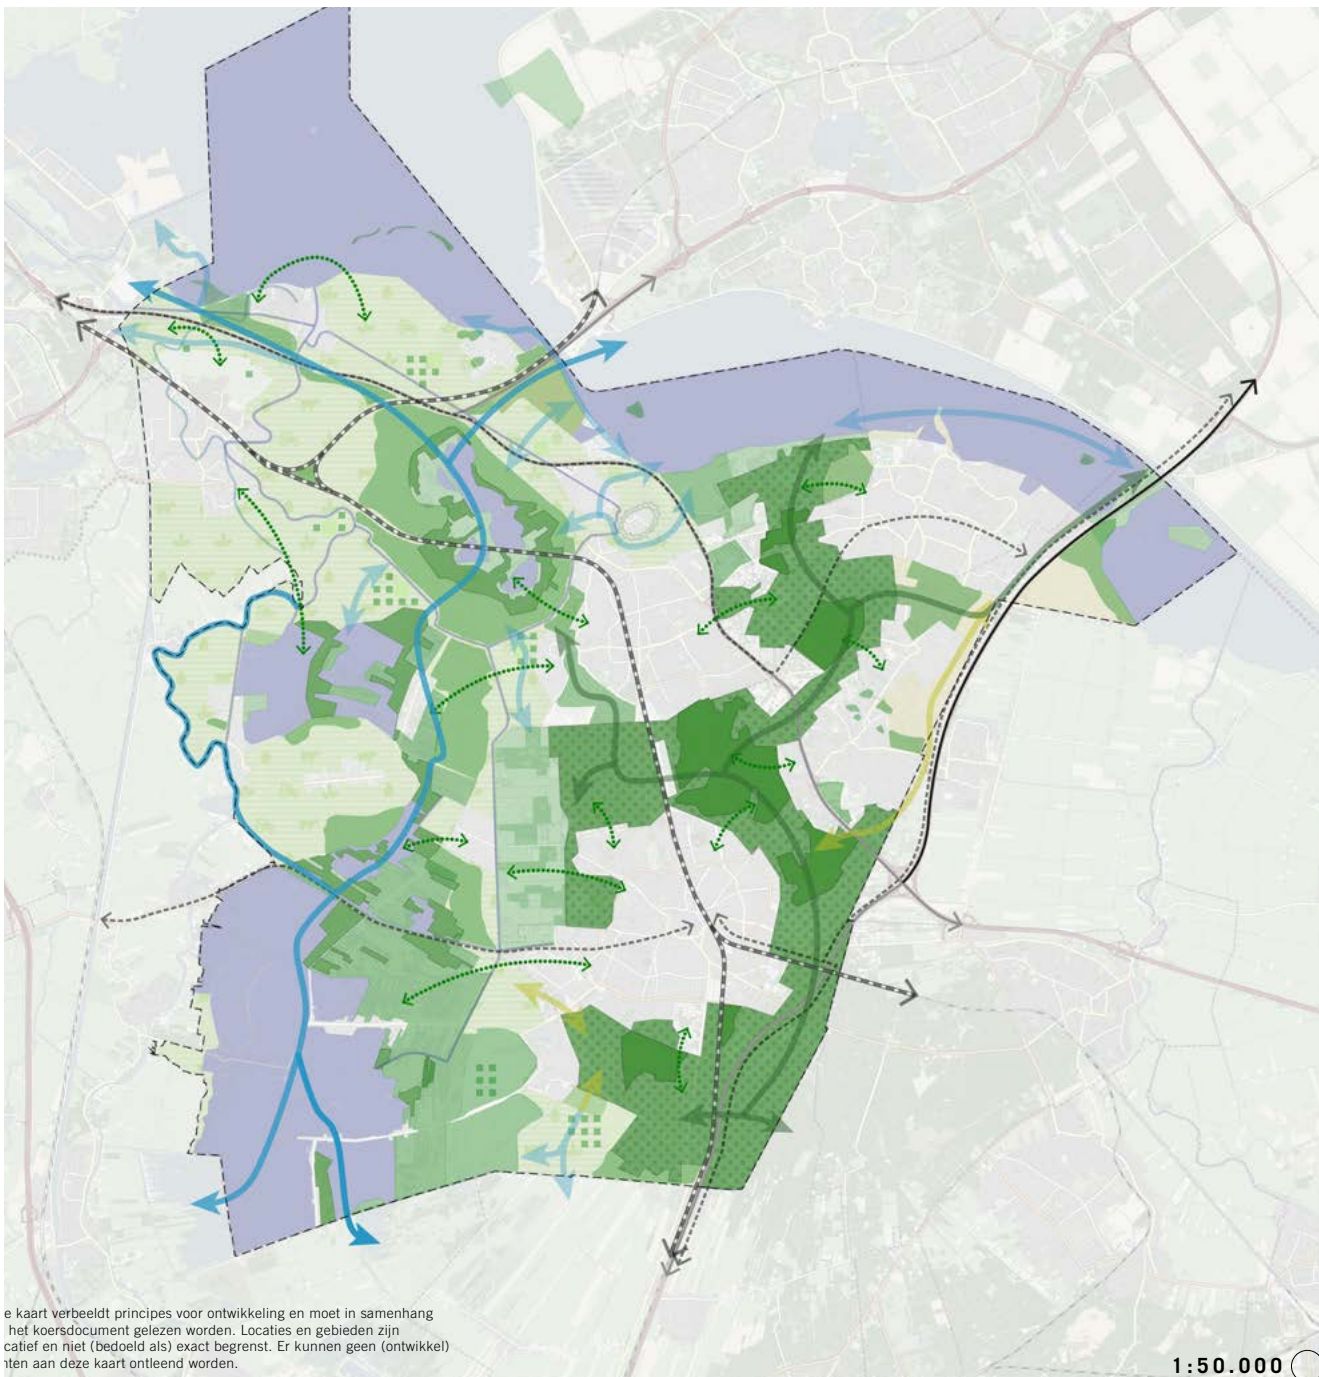 e kaart verbeeldt principes voor ontwikkeling en moet in samenhang
het koersdocument gelezen worden. Locaties en gebieden zijn
catief en niet (bedoeld als) exact begrenst. Er kunnen geen (ontwikkel)
nten aan deze kaart ontleend worden.
1:50.000